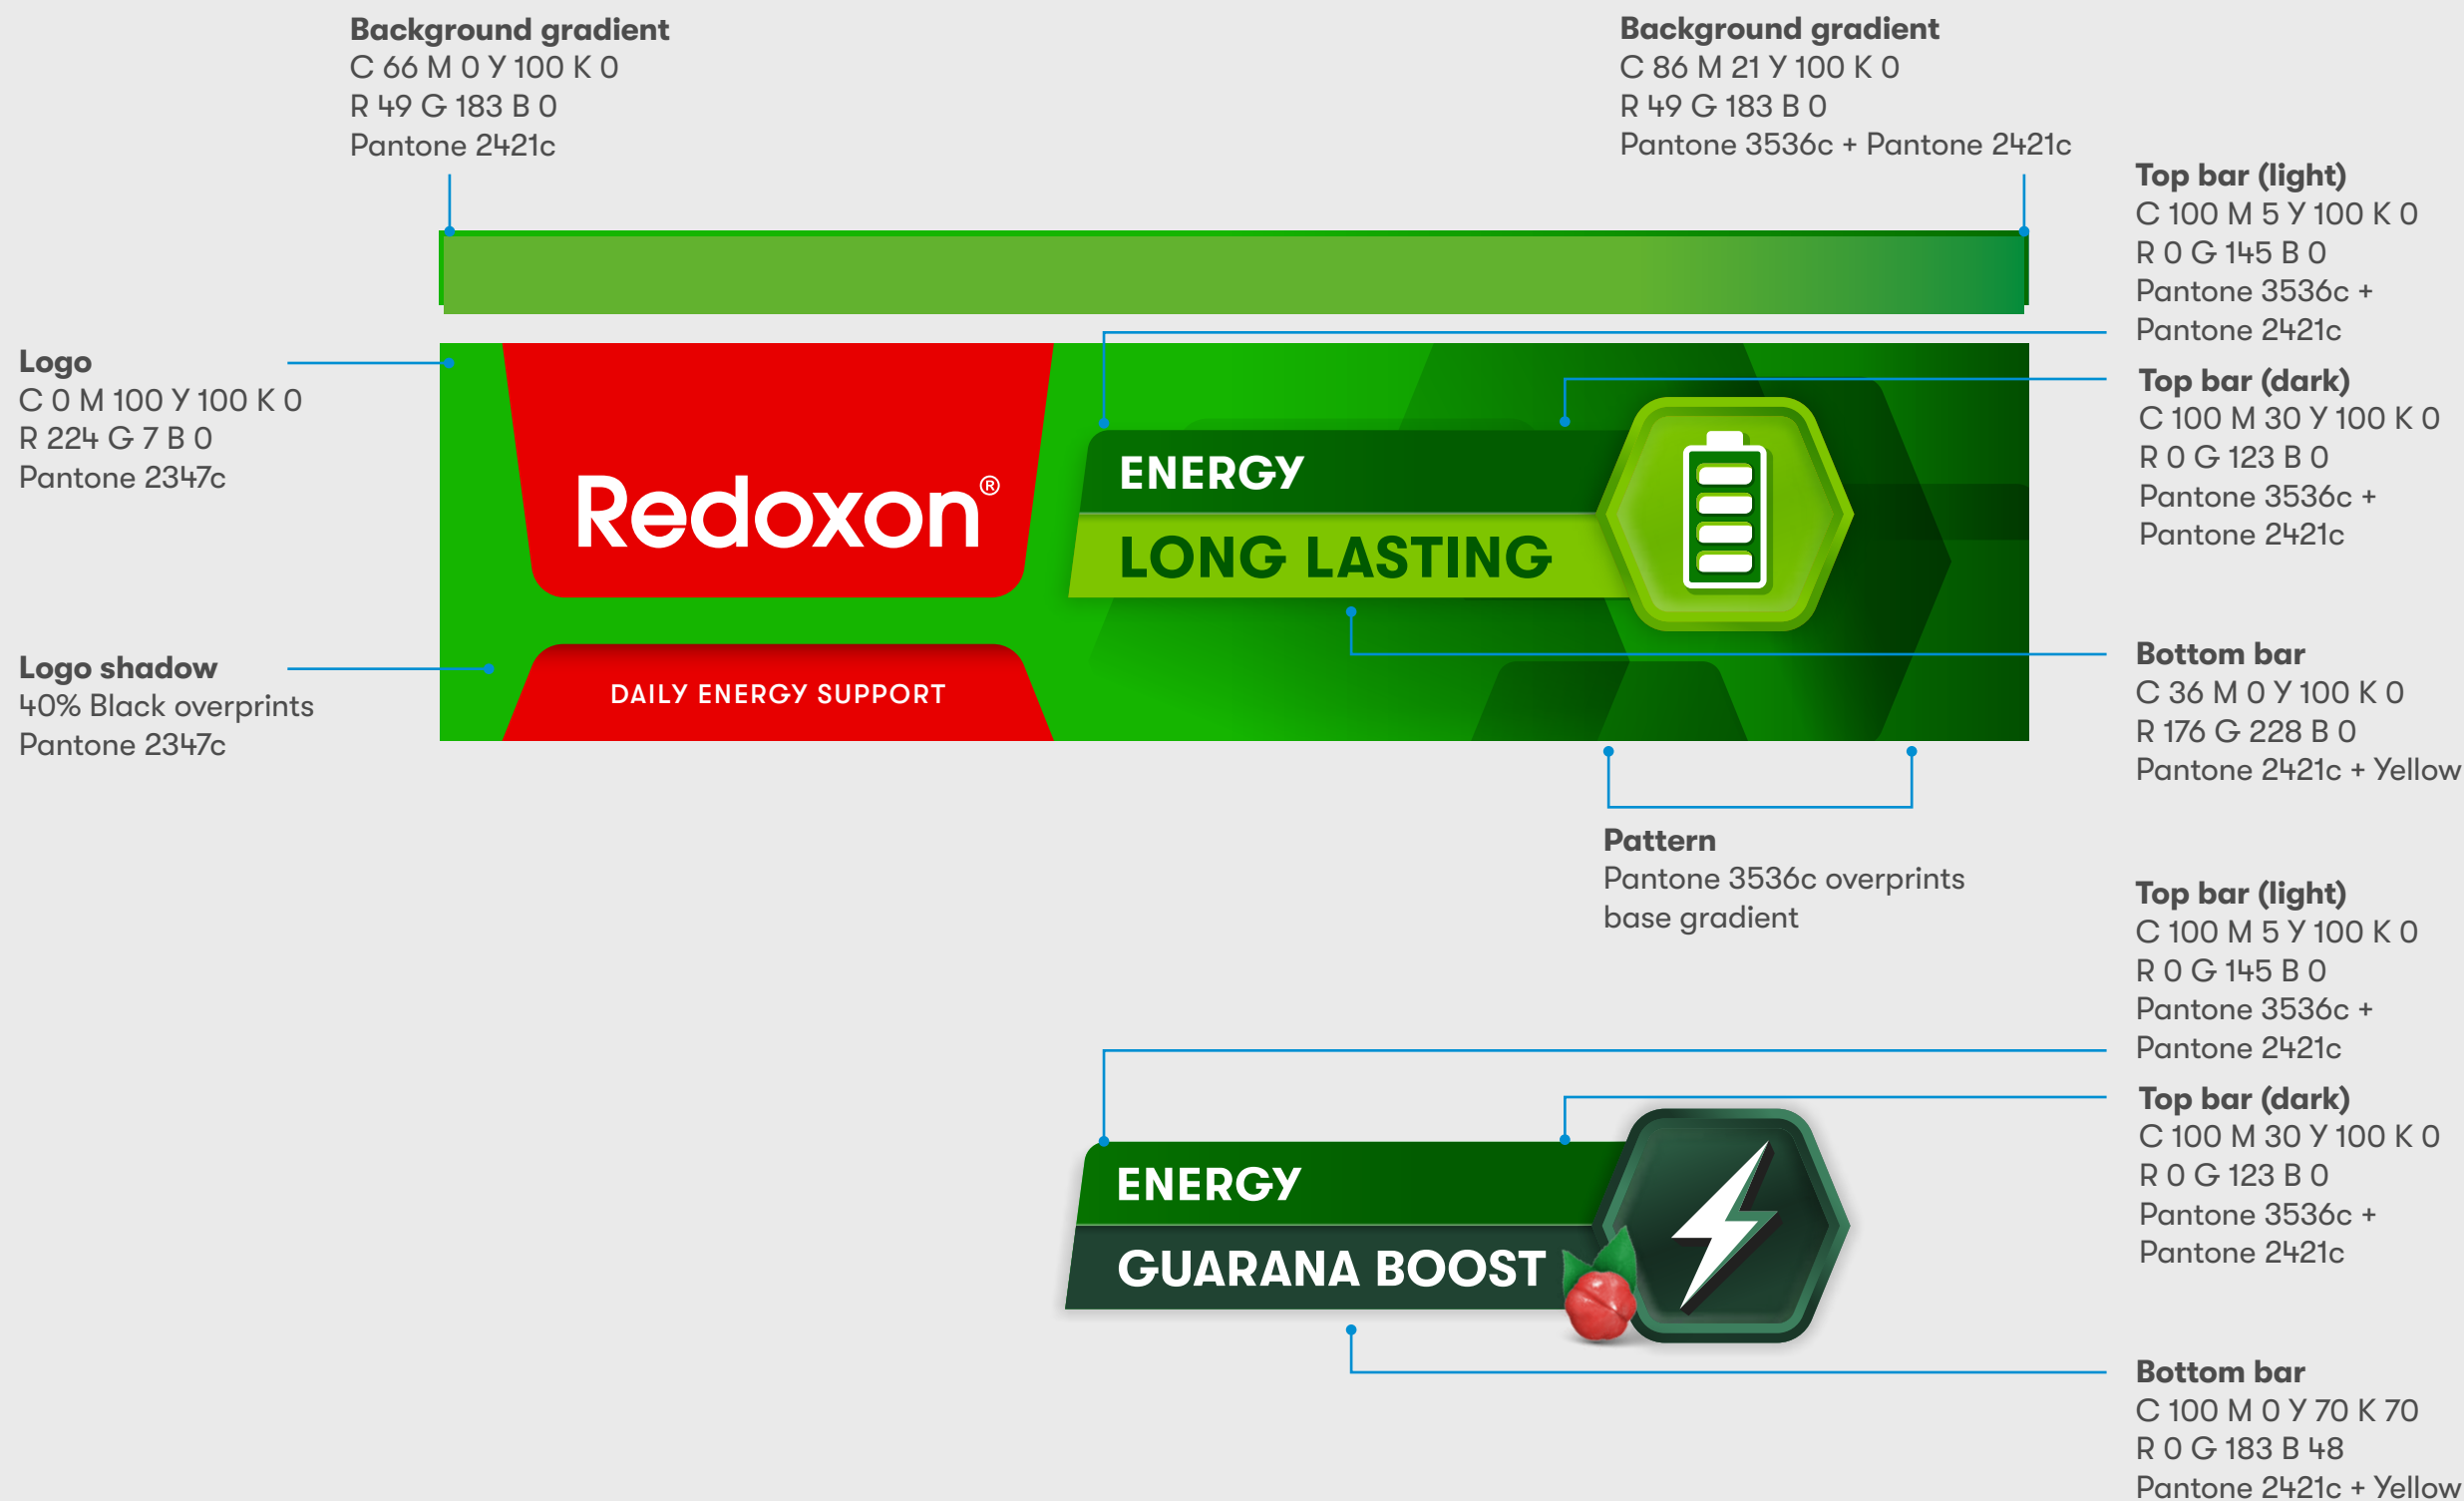 Background gradient
C 66 M 0 Y 100 K 0
R 49 G 183 B 0
Pantone 2421c
Background gradient
C 86 M 21 Y 100 K 0
R 49 G 183 B 0
Pantone 3536c + Pantone 2421c
Top bar (light)
C 100 M 5 Y 100 K 0
R 0 G 145 B 0
Pantone 3536c +
Pantone 2421c
Logo
C 0 M 100 Y 100 K 0
R 224 G 7 B 0
Pantone 2347c
Top bar (dark)
C 100 M 30 Y 100 K 0
R 0 G 123 B 0
Pantone 3536c +
Pantone 2421c
Redoxon®
ENERGY
LONG LASTING
DAILY ENERGY SUPPORT
Logo shadow
40% Black overprints
Pantone 2347c
Bottom bar
C 36 M 0 Y 100 K 0
R 176 G 228 B 0
Pantone 2421c + Yellow
Pattern
Pantone 3536c overprints
base gradient
Top bar (light)
C 100 M 5 Y 100 K 0
R 0 G 145 B 0
Pantone 3536c +
Pantone 2421c
Top bar (dark)
C 100 M 30 Y 100 K 0
R 0 G 123 B 0
Pantone 3536c +
Pantone 2421c
ENERGY
GUARANA BOOST
Bottom bar
C 100 M 0 Y 70 K 70
R 0 G 183 B 48
Pantone 2421c + Yellow